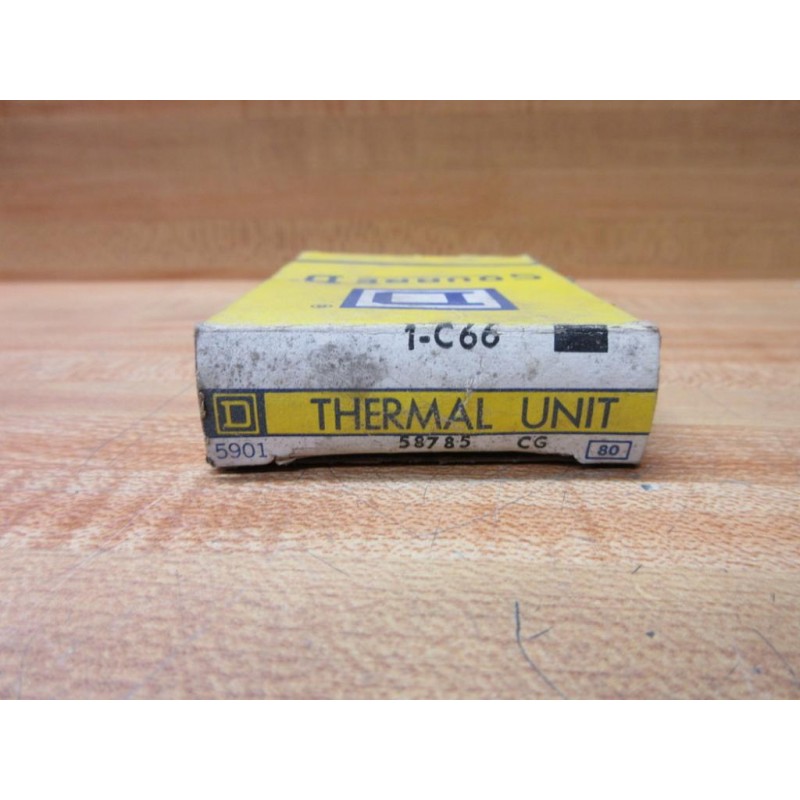 SQUARE D
®
1-C66
D THERMAL UNIT
5901 58785 CG 80